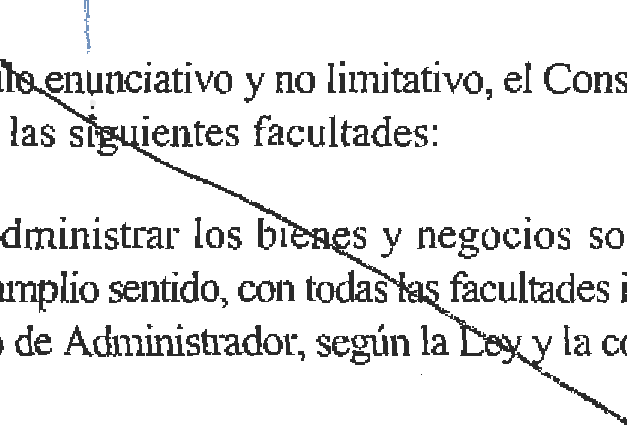 enunciativo y no limitativo, el Cons
las siguientes facultades:
dministrar los bienes y negocios so
amplio sentido, con todas las facultades i
de Administrador, según la Ley y la co